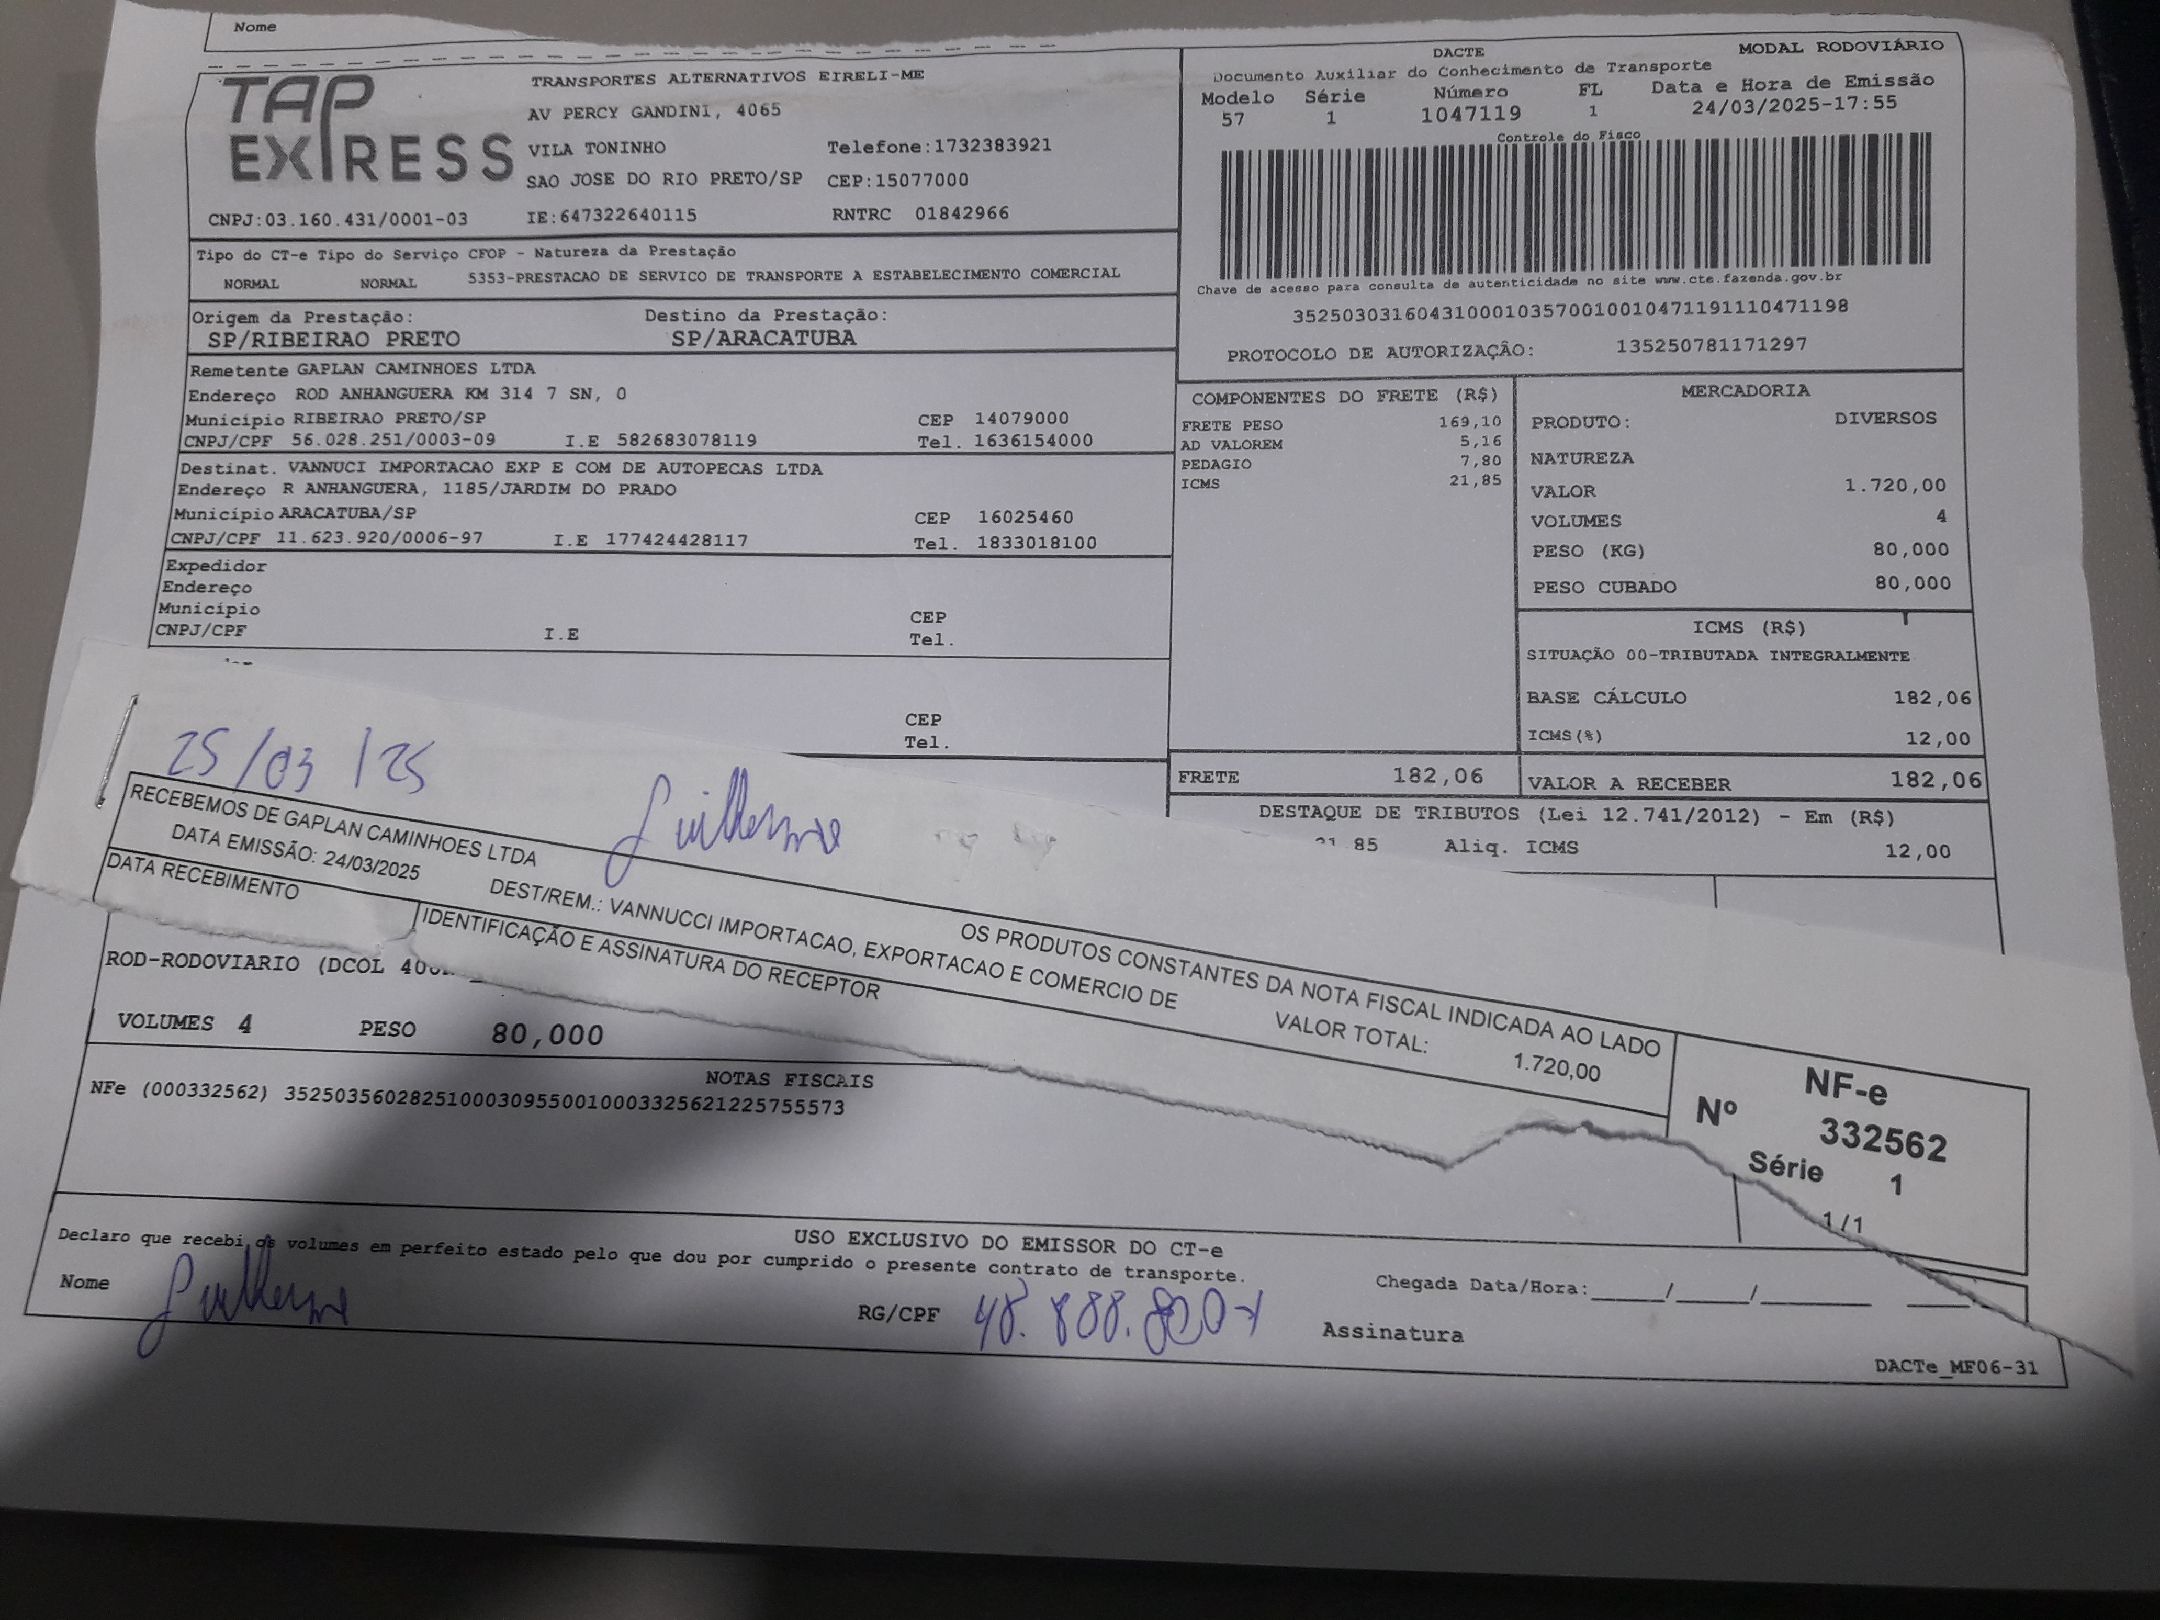 Nome
TAP EXPRESS
TRANSPORTES ALTERNATIVOS EIRELI-ME
AV PERCY GANDINI, 4065
VILA TONINHO Telefone:1732383921
SAO JOSE DO RIO PRETO/SP CEP:15077000
CNPJ:03.160.431/0001-03 IE:647322640115 RNTRC 01842966
DACTE MODAL RODOVIÁRIO
Documento Auxiliar do Conhecimento de Transporte
Modelo Série Número FL Data e Hora de Emissão
57 1 1047119 1 24/03/2025-17:55
Controle do Fisco
Chave de acesso para consulta de autenticidade no site www.cte.fazenda.gov.br
35250303160431000103570010010471191110471198
PROTOCOLO DE AUTORIZAÇÃO: 135250781171297
Tipo do CT-e Tipo do Serviço CFOP - Natureza da Prestação
NORMAL NORMAL 5353-PRESTACAO DE SERVICO DE TRANSPORTE A ESTABELECIMENTO COMERCIAL
Origem da Prestação: Destino da Prestação:
SP/RIBEIRAO PRETO SP/ARACATUBA
Remetente GAPLAN CAMINHOES LTDA
Endereço ROD ANHANGUERA KM 314 7 SN, 0
Município RIBEIRAO PRETO/SP CEP 14079000
CNPJ/CPF 56.028.251/0003-09 I.E 582683078119 Tel. 1636154000
Destinat. VANNUCI IMPORTACAO EXP E COM DE AUTOPECAS LTDA
Endereço R ANHANGUERA, 1185/JARDIM DO PRADO
Município ARACATUBA/SP CEP 16025460
CNPJ/CPF 11.623.920/0006-97 I.E 177424428117 Tel. 1833018100
Expedidor
Endereço
Município CEP
CNPJ/CPF I.E Tel.
CEP
Tel.
COMPONENTES DO FRETE (R$)
FRETE PESO 169,10
AD VALOREM 5,16
PEDAGIO 7,80
ICMS 21,85
MERCADORIA
PRODUTO: DIVERSOS
NATUREZA
VALOR 1.720,00
VOLUMES 4
PESO (KG) 80,000
PESO CUBADO 80,000
ICMS (R$)
SITUAÇÃO 00-TRIBUTADA INTEGRALMENTE
BASE CÁLCULO 182,06
ICMS(%) 12,00
FRETE 182,06 VALOR A RECEBER 182,06
DESTAQUE DE TRIBUTOS (Lei 12.741/2012) - Em (R$)
21,85 Aliq. ICMS 12,00
25/03/25 Guilherme
RECEBEMOS DE GAPLAN CAMINHOES LTDA OS PRODUTOS CONSTANTES DA NOTA FISCAL INDICADA AO LADO
DATA EMISSÃO: 24/03/2025 DEST/REM.: VANNUCCI IMPORTACAO, EXPORTACAO E COMERCIO DE VALOR TOTAL: 1.720,00
DATA RECEBIMENTO IDENTIFICAÇÃO E ASSINATURA DO RECEPTOR
NF-e
Nº 332562
Série 1
1/1
ROD-RODOVIARIO (DCOL
VOLUMES 4 PESO 80,000
NOTAS FISCAIS
NFe (000332562) 35250356028251000309550010003325621225755573
USO EXCLUSIVO DO EMISSOR DO CT-e
Declaro que recebi os volumes em perfeito estado pelo que dou por cumprido o presente contrato de transporte.
Nome Guilherme RG/CPF Chegada Data/Hora:_____/_____/_______
Assinatura
DACTe_MF06-31